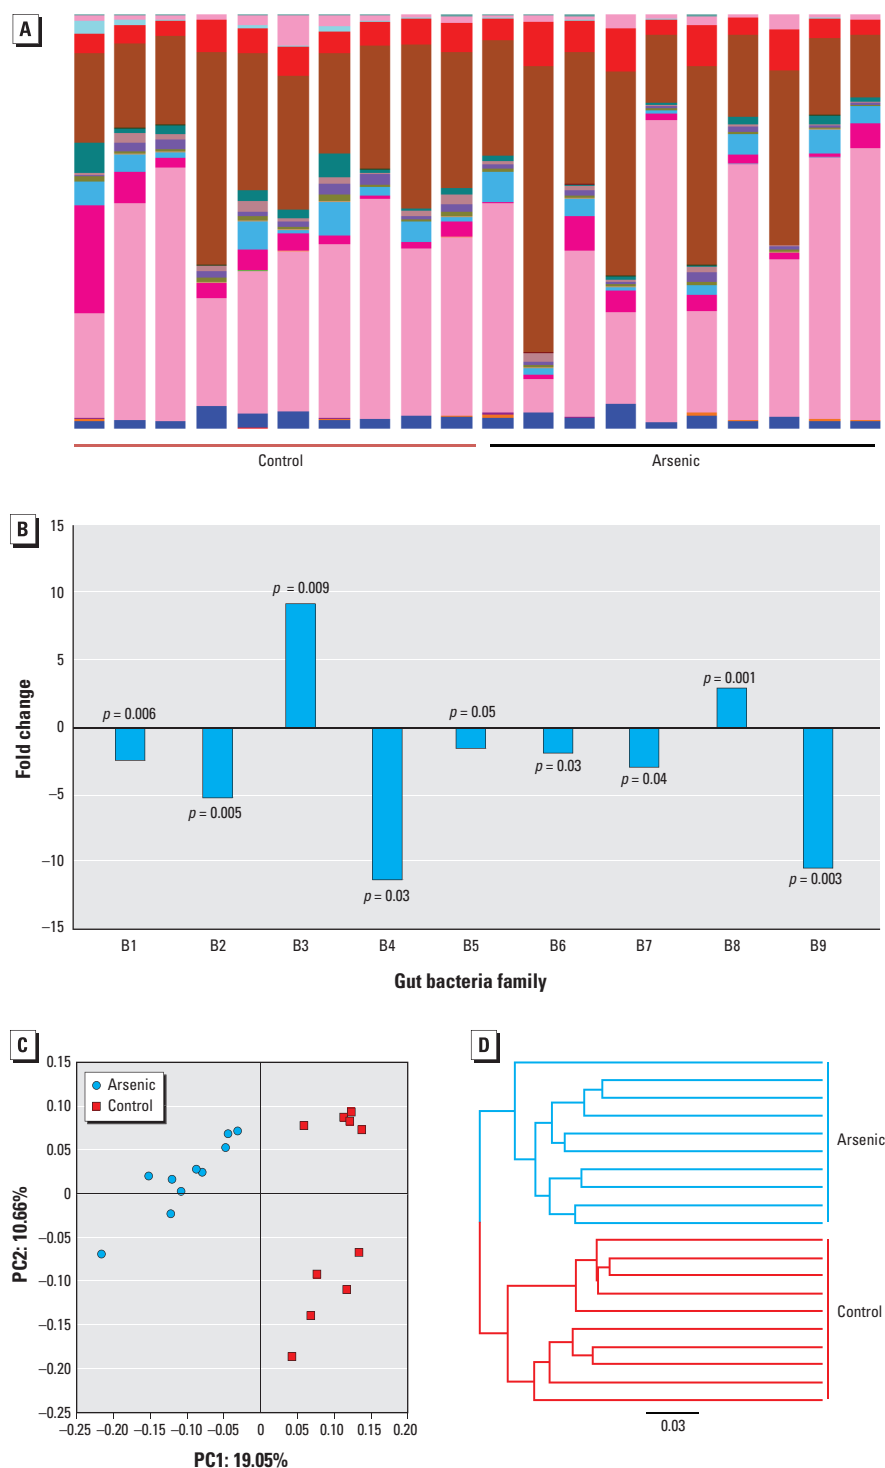 A
Control
Arsenic
B
15
10
5
0
−5
−10
−15
Fold change
p = 0.006
p = 0.005
p = 0.009
p = 0.03
p = 0.05
p = 0.03
p = 0.04
p = 0.001
p = 0.003
B1 B2 B3 B4 B5 B6 B7 B8 B9
Gut bacteria family
C
0.15
0.10
0.05
0
−0.05
−0.10
−0.15
−0.20
−0.25
PC2: 10.66%
Arsenic
Control
−0.25 −0.20 −0.15 −0.10 −0.05 0 0.05 0.10 0.15 0.20
PC1: 19.05%
D
Arsenic
Control
0.03